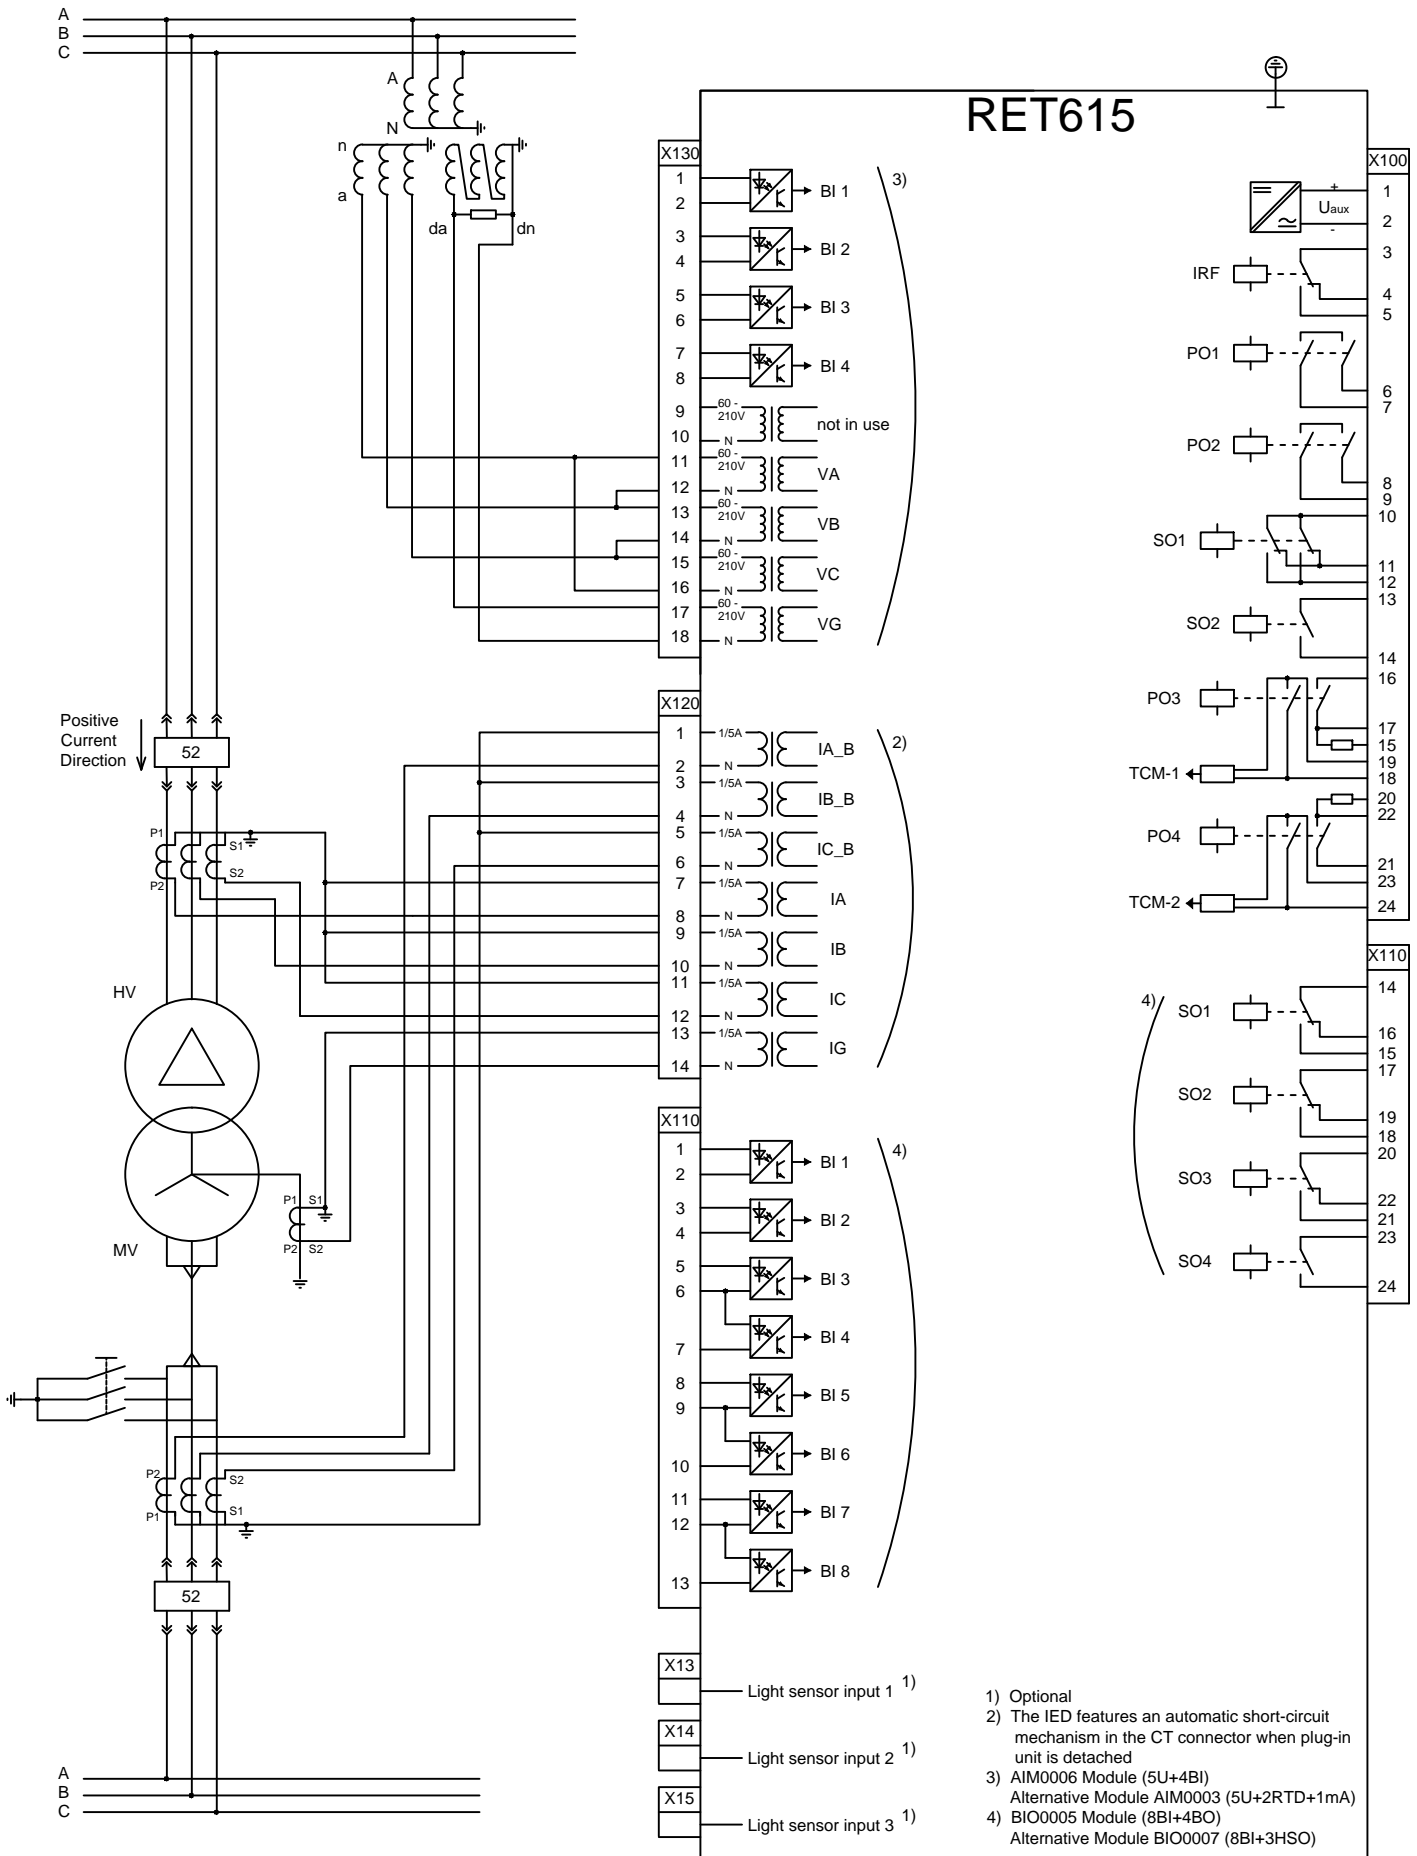 A
B
C
RET615
A
N
n
a
da
dn
X130
1
2
3
4
5
6
7
8
9
10
11
12
13
14
15
16
17
18
BI 1
BI 2
BI 3
BI 4
60 -
210V
N
not in use
60 -
210V
N
VA
60 -
210V
N
VB
60 -
210V
N
VC
60 -
210V
N
VG
3)
X100
+
Uaux
-
1
2
IRF
3
4
5
PO1
6
7
PO2
8
9
SO1
10
11
12
SO2
13
14
PO3
16
17
15
19
18
TCM-1
PO4
20
22
21
23
24
TCM-2
Positive
Current
Direction
52
P1
P2
S1
S2
HV
MV
P1 S1
P2 S2
X120
1
2
3
4
5
6
7
8
9
10
11
12
13
14
1/5A
N
IA_B
1/5A
N
IB_B
1/5A
N
IC_B
1/5A
N
IA
1/5A
N
IB
1/5A
N
IC
1/5A
N
IG
2)
X110
14
16
15
17
19
18
20
22
21
23
24
4)
SO1
SO2
SO3
SO4
X110
1
2
3
4
5
6
7
8
9
10
11
12
13
BI 1
BI 2
BI 3
BI 4
BI 5
BI 6
BI 7
BI 8
4)
P2
P1
S2
S1
52
A
B
C
X13
Light sensor input 1 1)
X14
Light sensor input 2 1)
X15
Light sensor input 3 1)
1) Optional
2) The IED features an automatic short-circuit
mechanism in the CT connector when plug-in
unit is detached
3) AIM0006 Module (5U+4BI)
Alternative Module AIM0003 (5U+2RTD+1mA)
4) BIO0005 Module (8BI+4BO)
Alternative Module BIO0007 (8BI+3HSO)